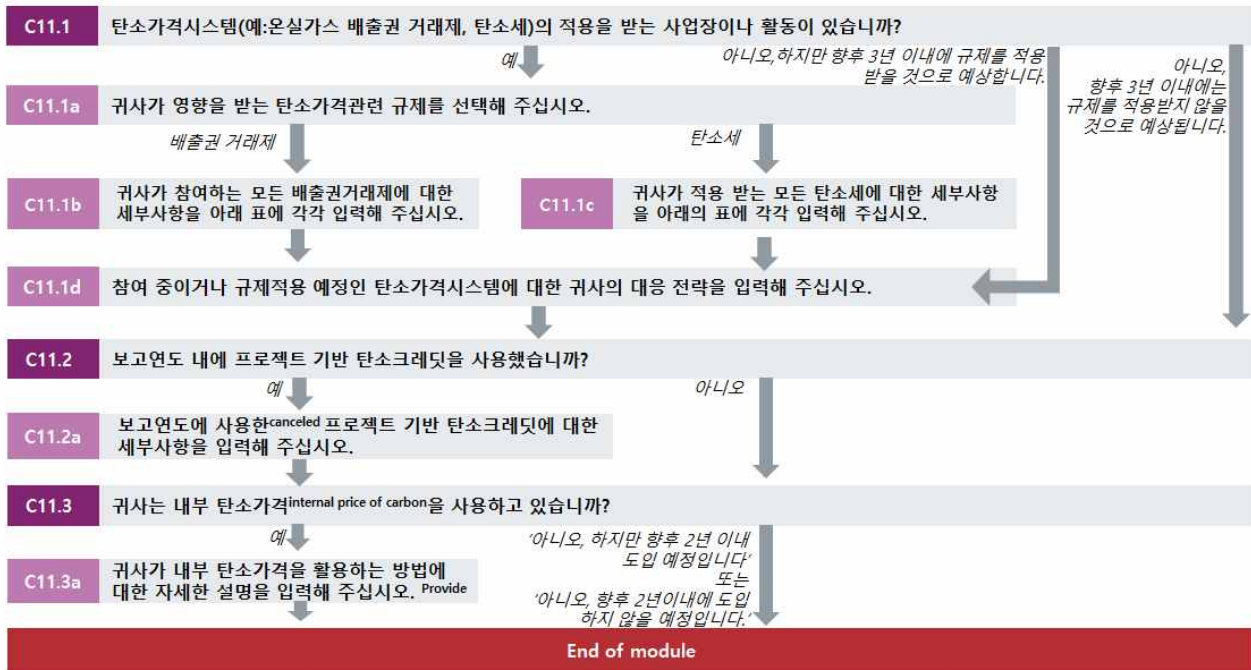 C11.1 탄소가격시스템(예:온실가스 배출권 거래제, 탄소세)의 적용을 받는 사업장이나 활동이 있습니까?
예
아니오,하지만 향후 3년 이내에 규제를 적용
받을 것으로 예상합니다.
아니오,
향후 3년 이내에는
규제를 적용받지 않을
것으로 예상됩니다.
C11.1a 귀사가 영향을 받는 탄소가격관련 규제를 선택해 주십시오.
배출권 거래제
탄소세
C11.1b 귀사가 참여하는 모든 배출권거래제에 대한
세부사항을 아래 표에 각각 입력해 주십시오.
C11.1c 귀사가 적용 받는 모든 탄소세에 대한 세부사항
을 아래의 표에 각각 입력해 주십시오.
C11.1d 참여 중이거나 규제적용 예정인 탄소가격시스템에 대한 귀사의 대응 전략을 입력해 주십시오.
C11.2 보고연도 내에 프로젝트 기반 탄소크레딧을 사용했습니까?
예
아니오
C11.2a 보고연도에 사용한canceled 프로젝트 기반 탄소크레딧에 대한
세부사항을 입력해 주십시오.
C11.3 귀사는 내부 탄소가격internal price of carbon을 사용하고 있습니까?
예
'아니오, 하지만 향후 2년 이내
도입 예정입니다'
또는
'아니오, 향후 2년이내에 도입
하지 않을 예정입니다.'
C11.3a 귀사가 내부 탄소가격을 활용하는 방법에
대한 자세한 설명을 입력해 주십시오. Provide
End of module